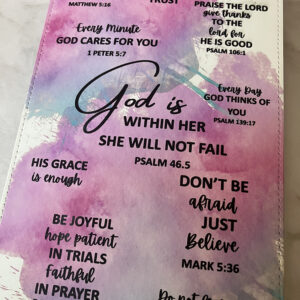 MATTHEW 5:16
TRUST
PRAISE THE LORD
give thanks
TO THE
lord for
HE IS GOOD
PSALM 106:1
Every Minute
GOD CARES FOR YOU
1 PETER 5:7
Every Day
GOD THINKS OF
YOU
PSALM 139:17
God is
WITHIN HER
SHE WILL NOT FAIL
PSALM 46.5
HIS GRACE
is enough
DON'T BE
afraid
JUST
Believe
MARK 5:36
BE JOYFUL
hope patient
IN TRIALS
faithful
IN PRAYER
Do not